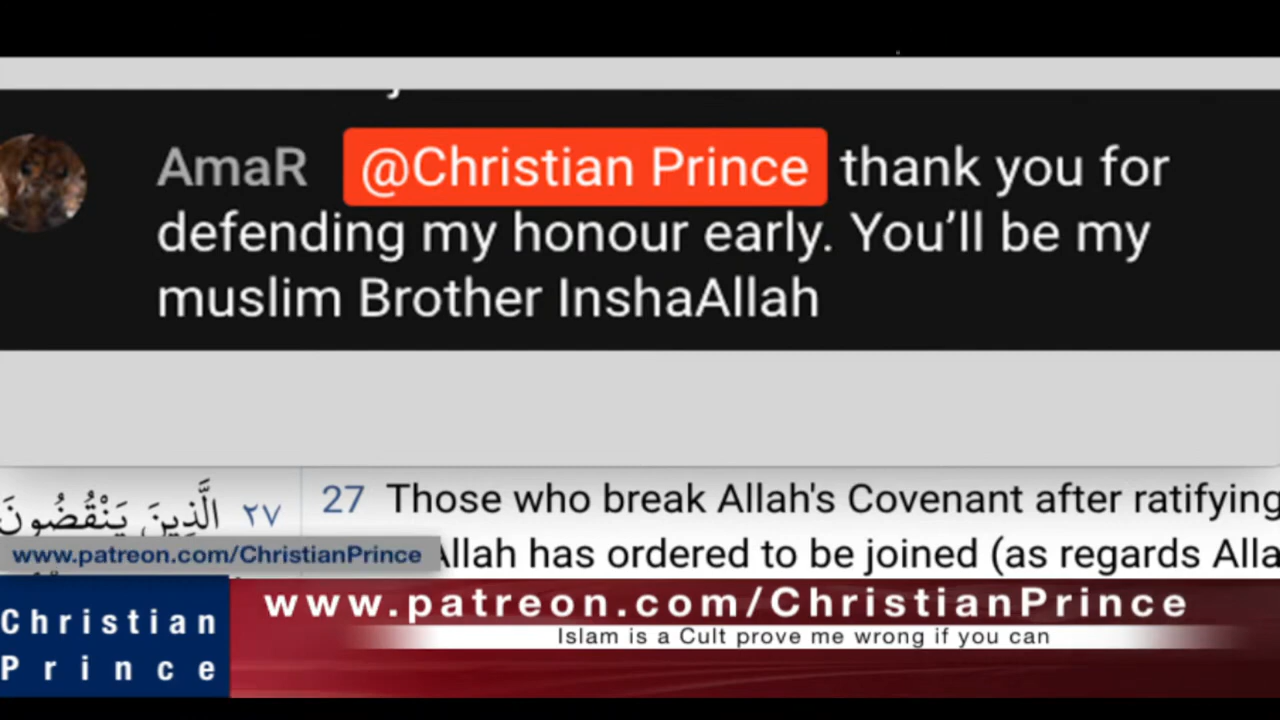 AmaR @Christian Prince thank you for
defending my honour early. You'll be my
muslim Brother InshaAllah
الَّذِينَ يَنْقُضُونَ ٢٧
27 Those who break Allah's Covenant after ratifying
www.patreon.com/ChristianPrince
Allah has ordered to be joined (as regards Alla
Christian
Prince
www.patreon.com/ChristianPrince
Islam is a Cult prove me wrong if you can